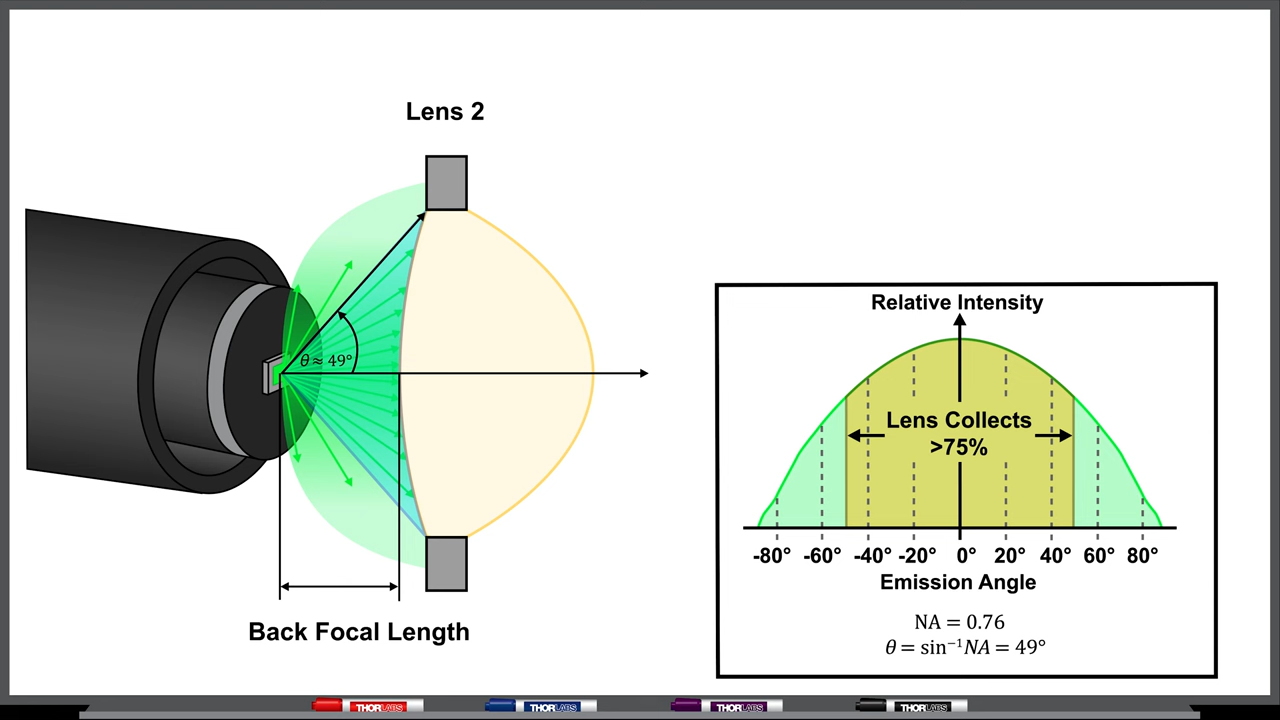 Lens 2
θ ≈ 49°
Back Focal Length
Relative Intensity
Lens Collects
>75%
-80° -60° -40° -20° 0° 20° 40° 60° 80°
Emission Angle
NA = 0.76
θ = sin⁻¹NA = 49°
THORLABS THORLABS THORLABS THORLABS